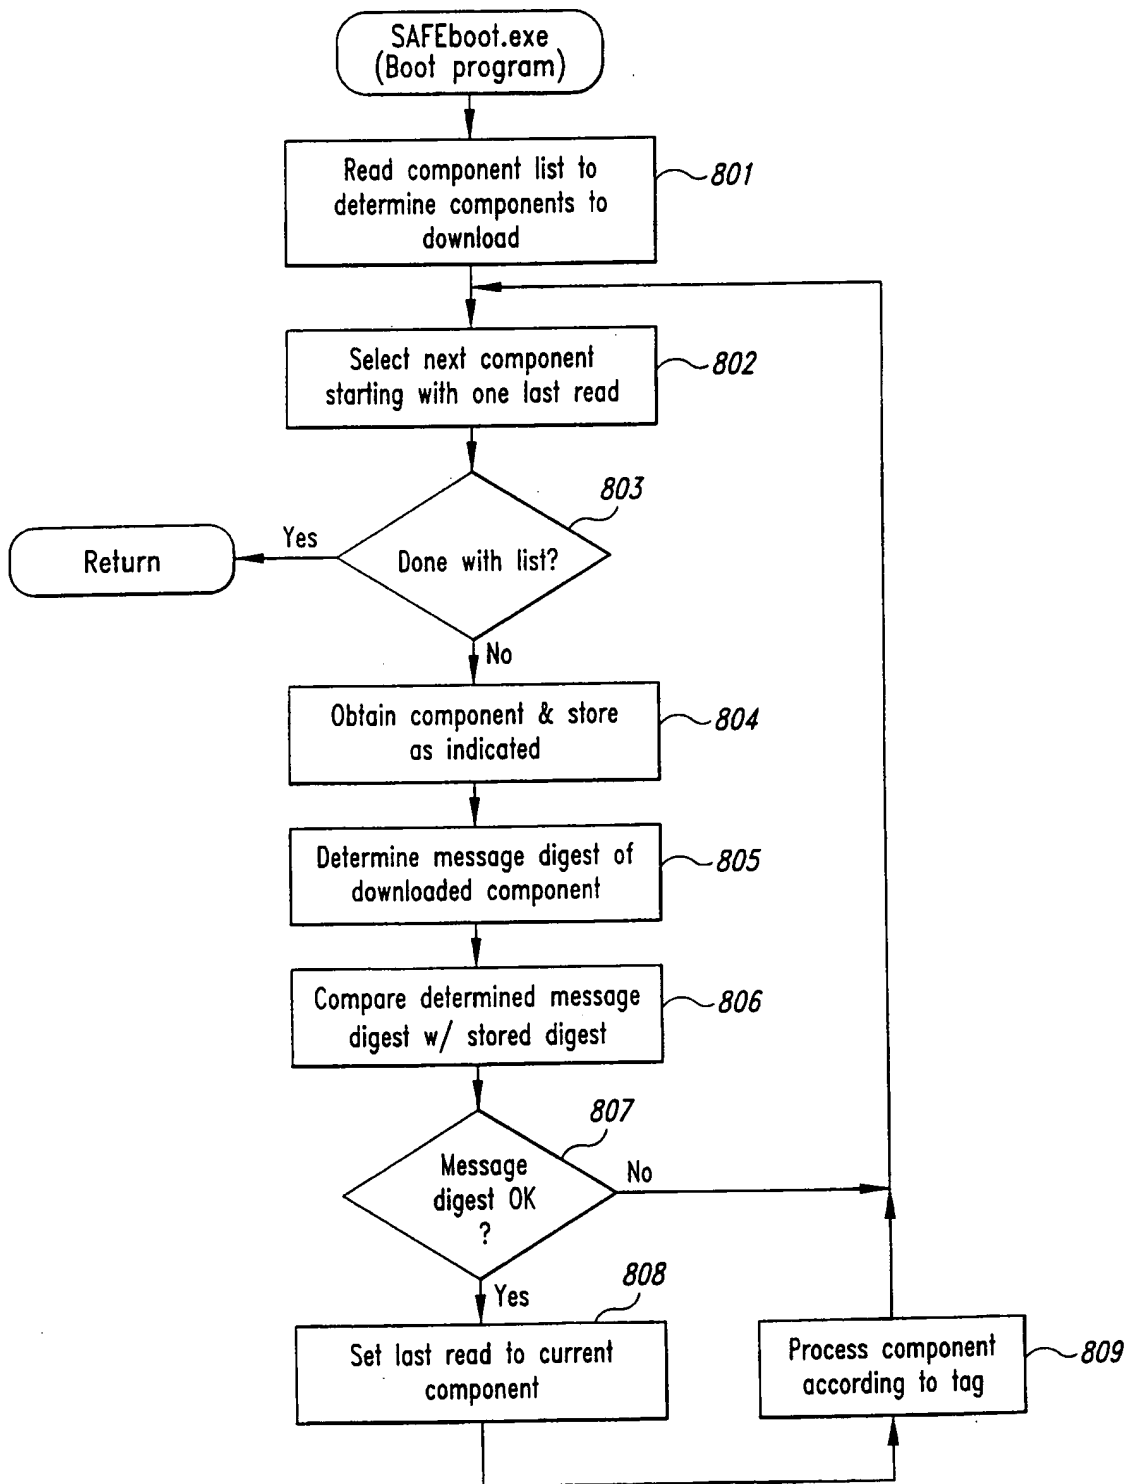 SAFEboot.exe
(Boot program)
Read component list to
determine components to
download
801
Select next component
starting with one last read
802
803
Done with list?
Yes
Return
No
Obtain component & store
as indicated
804
Determine message digest of
downloaded component
805
Compare determined message
digest w/ stored digest
806
807
Message
digest OK
?
No
Yes
808
Set last read to current
component
Process component
according to tag
809